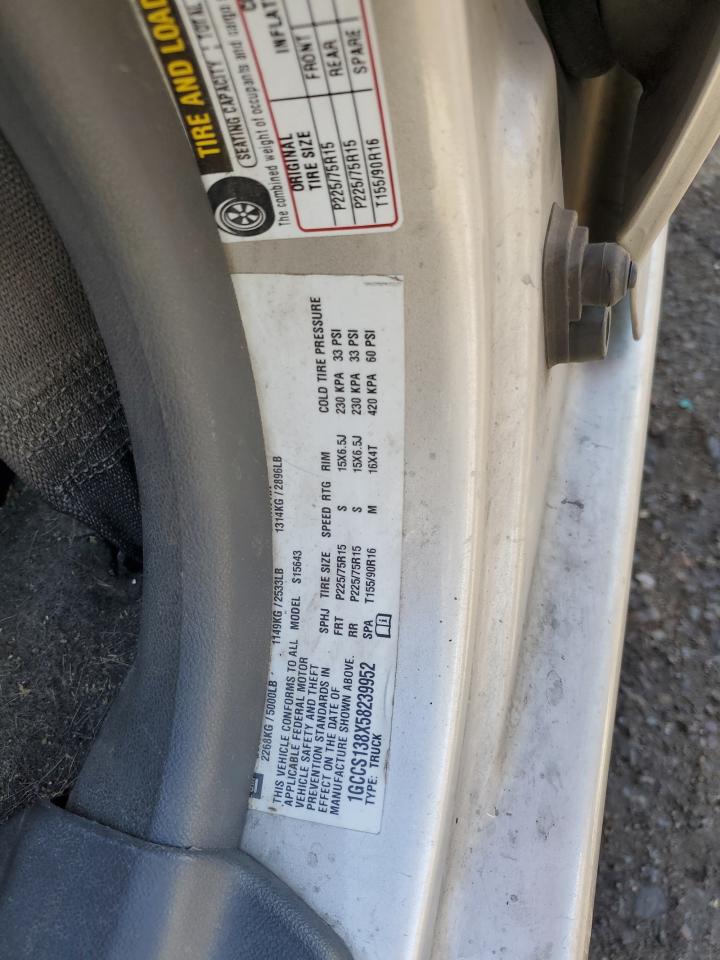 TIRE AND LOAD
SEATING CAPACITY : TOTAL
The combined weight of occupants and cargo
ORIGINAL
TIRE SIZE INFLAT
P225/75R15 FRONT
P225/75R15 REAR
T155/90R16 SPARE
GM
2268KG / 5000LB 1149KG / 2533LB 1314KG / 2896LB
THIS VEHICLE CONFORMS TO ALL
APPLICABLE FEDERAL MOTOR
VEHICLE SAFETY AND THEFT
PREVENTION STANDARDS IN
EFFECT ON THE DATE OF
MANUFACTURE SHOWN ABOVE.
1GCCS138X58239952
TYPE: TRUCK
MODEL S15643
SPHJ TIRE SIZE SPEED RTG RIM COLD TIRE PRESSURE
FRT P225/75R15 S 15X6.5J 230 KPA 33 PSI
RR P225/75R15 S 15X6.5J 230 KPA 33 PSI
SPA T155/90R16 M 16X4T 420 KPA 60 PSI